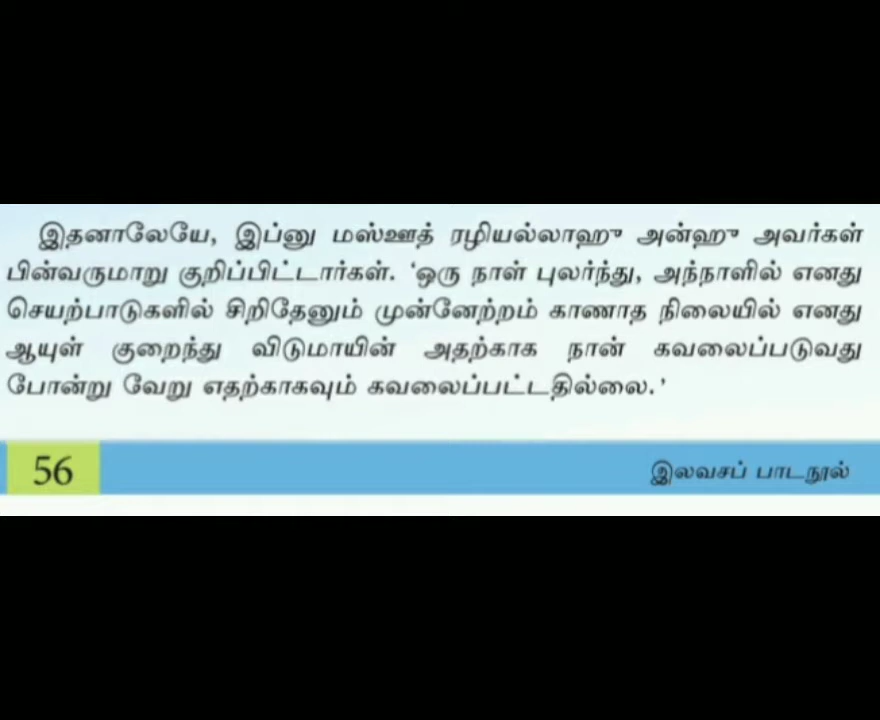 இதனாலேயே, இப்னு மஸ்ஊத் ரழியல்லாஹு அன்ஹு அவர்கள்
பின்வருமாறு குறிப்பிட்டார்கள். ‘ஒரு நாள் புலர்ந்து, அந்நாளில் எனது
செயற்பாடுகளில் சிறிதேனும் முன்னேற்றம் காணாத நிலையில் எனது
ஆயுள் குறைந்து விடுமாயின் அதற்காக நான் கவலைப்படுவது
போன்று வேறு எதற்காகவும் கவலைப்பட்டதில்லை.’
56
இலவசப் பாடநூல்